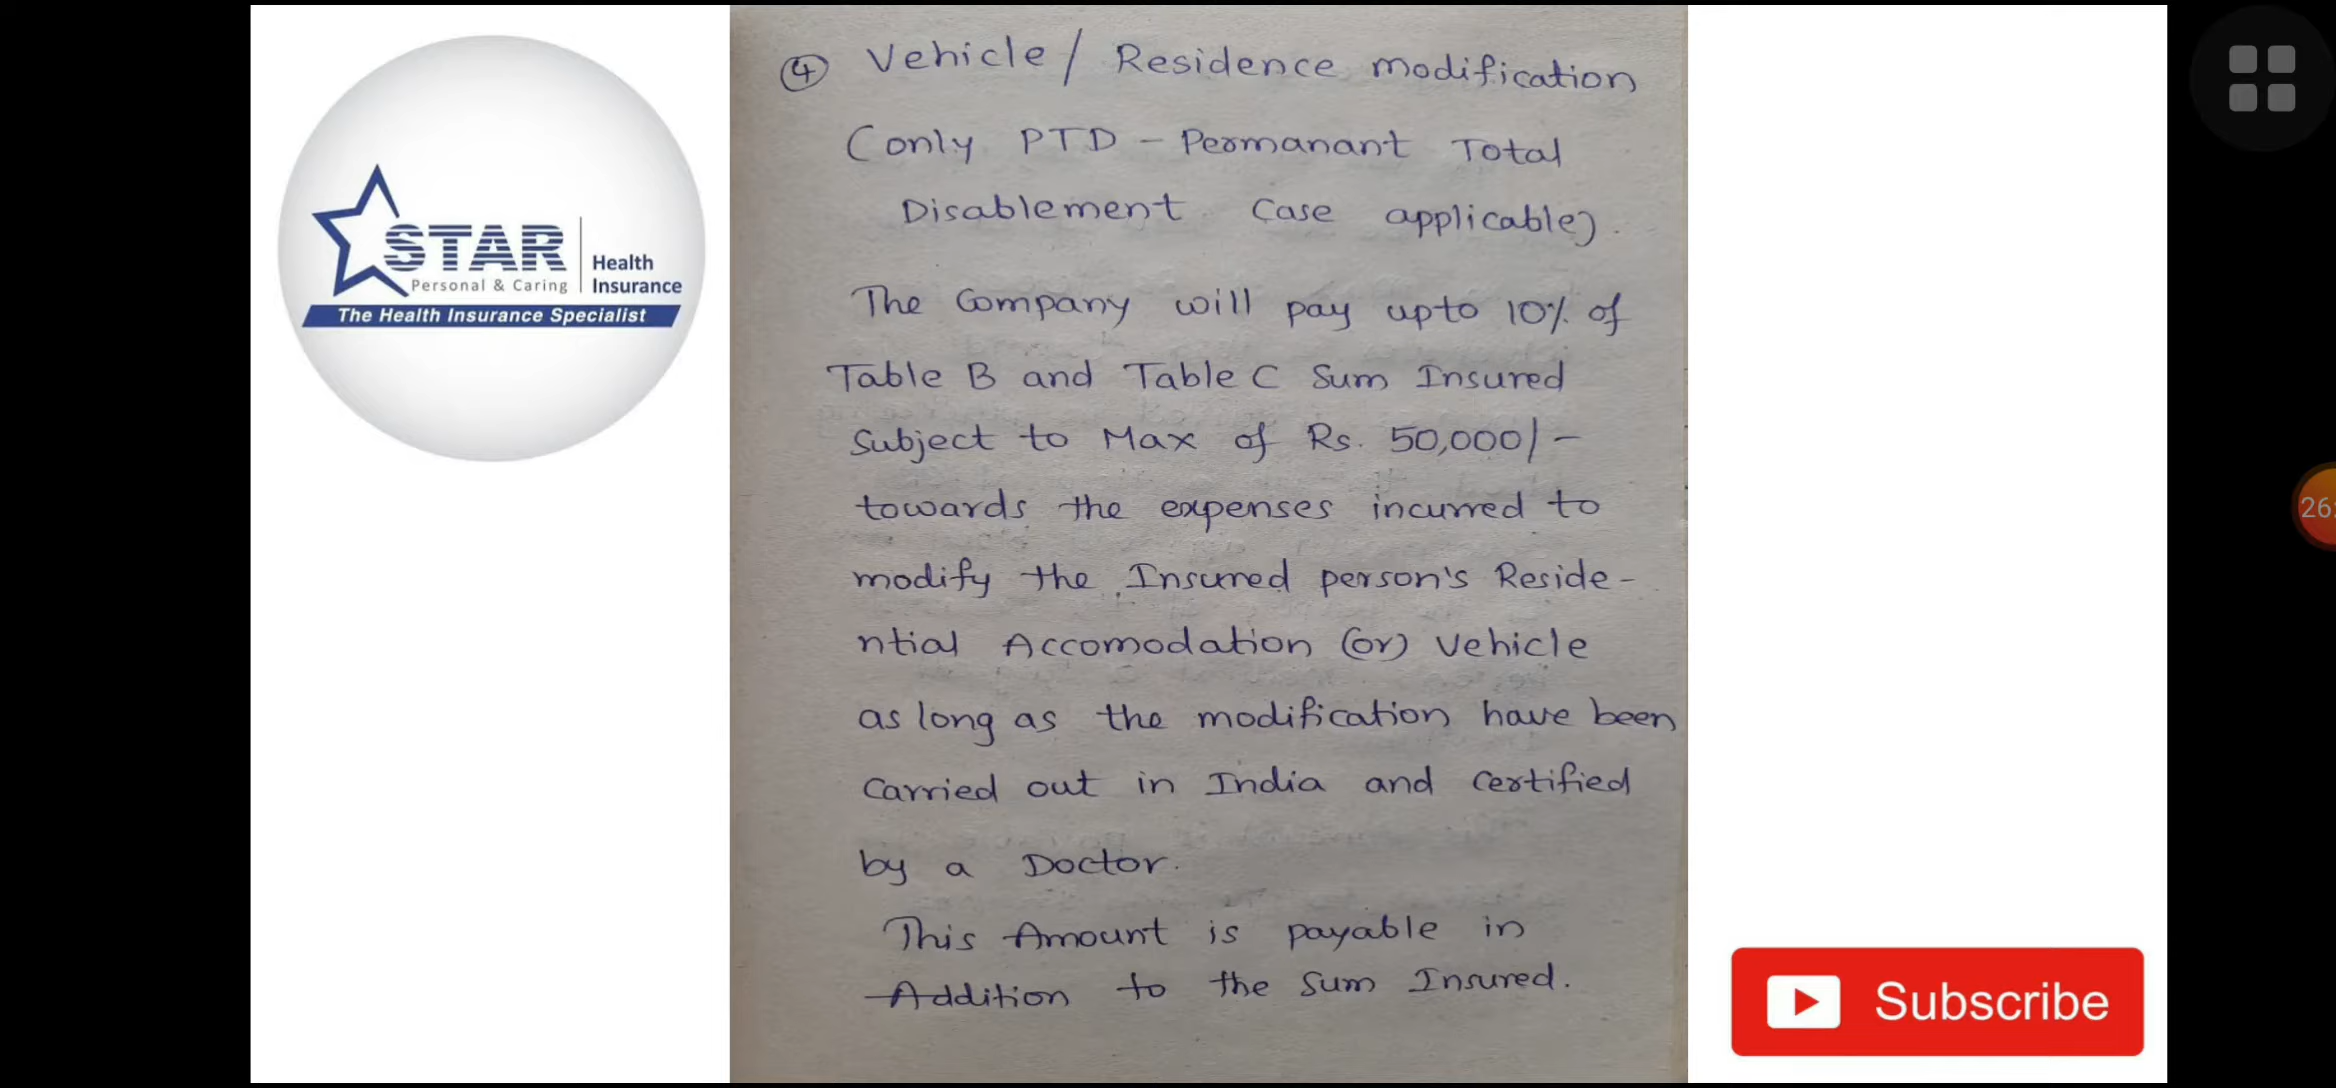 STAR
Health
Insurance
Personal & Caring
The Health Insurance Specialist
4 Vehicle / Residence modification
(only PTD - Permanant Total
Disablement Case applicable).
The Company will pay upto 10% of
Table B and Table C Sum Insured
Subject to Max of Rs. 50,000/-
towards the expenses incurred to
modify the Insured person's Reside-
ntial Accomodation (or) Vehicle
as long as the modification have been
Carried out in India and certified
by a Doctor.
This Amount is payable in
Addition to the Sum Insured.
Subscribe
26: